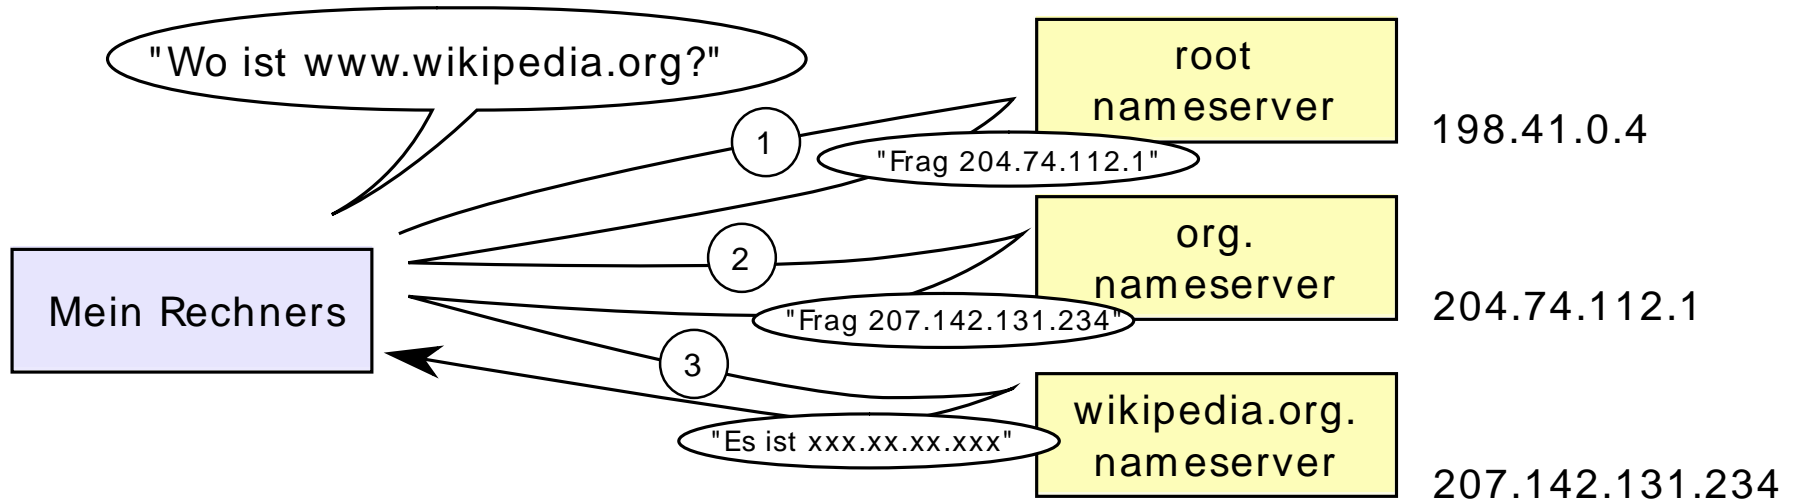 "Wo ist www.wikipedia.org?"
root
nameserver
198.41.0.4
1
"Frag 204.74.112.1"
org.
nameserver
204.74.112.1
2
"Frag 207.142.131.234"
Mein Rechners
3
wikipedia.org.
nameserver
207.142.131.234
"Es ist xxx.xx.xx.xxx"